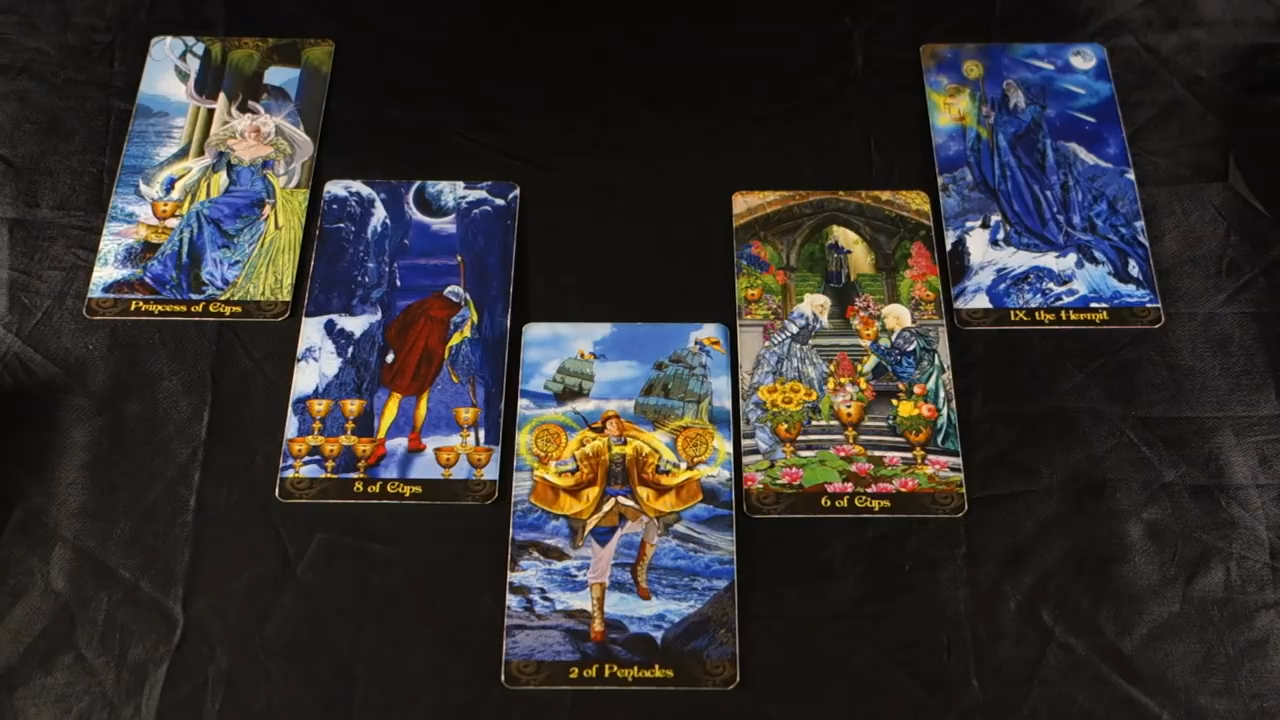 Princess of Cups
8 of Cups
2 of Pentacles
6 of Cups
IX. the Hermit